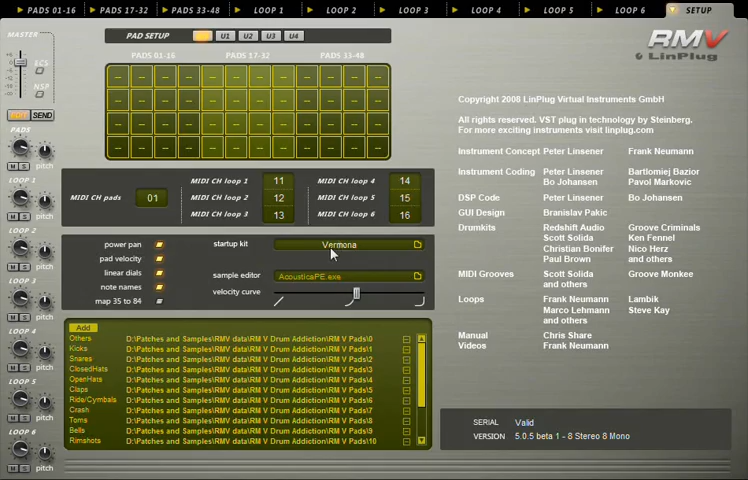 PADS 01-16 PADS 17-32 PADS 33-48 LOOP 1 LOOP 2 LOOP 3 LOOP 4 LOOP 5 LOOP 6 SETUP
MASTER
+6
0
-6
-12
ECS
NSP
EDIT SEND
PADS
pitch
M S
LOOP 1
pitch
M S
LOOP 2
pitch
M S
LOOP 3
pitch
M S
LOOP 4
pitch
M S
LOOP 5
pitch
M S
LOOP 6
pitch
M S
PAD SETUP U1 U2 U3 U4
PADS 01-16 PADS 17-32 PADS 33-48
MIDI CH pads 01
MIDI CH loop 1 11
MIDI CH loop 2 12
MIDI CH loop 3 13
MIDI CH loop 4 14
MIDI CH loop 5 15
MIDI CH loop 6 16
power pan
pad velocity
linear dials
note names
map 35 to 84
startup kit Vermona
sample editor AcousticaPE.exe
velocity curve
Add
Others D:\Patches and Samples\RMV data\RM V Drum Addiction\RM V Pads\0
Kicks D:\Patches and Samples\RMV data\RM V Drum Addiction\RM V Pads\1
Snares D:\Patches and Samples\RMV data\RM V Drum Addiction\RM V Pads\2
ClosedHats D:\Patches and Samples\RMV data\RM V Drum Addiction\RM V Pads\3
OpenHats D:\Patches and Samples\RMV data\RM V Drum Addiction\RM V Pads\4
Claps D:\Patches and Samples\RMV data\RM V Drum Addiction\RM V Pads\5
Ride/Cymbals D:\Patches and Samples\RMV data\RM V Drum Addiction\RM V Pads\6
Crash D:\Patches and Samples\RMV data\RM V Drum Addiction\RM V Pads\7
Toms D:\Patches and Samples\RMV data\RM V Drum Addiction\RM V Pads\8
Bells D:\Patches and Samples\RMV data\RM V Drum Addiction\RM V Pads\9
Rimshots D:\Patches and Samples\RMV data\RM V Drum Addiction\RM V Pads\10
RMV
LinPlug
Copyright 2008 LinPlug Virtual Instruments GmbH
All rights reserved. VST plug in technology by Steinberg.
For more exciting instruments visit linplug.com
Instrument Concept Peter Linsener Frank Neumann
Instrument Coding Peter Linsener Bartlomiej Bazior
Bo Johansen Pavol Markovic
DSP Code Peter Linsener Bo Johansen
GUI Design Branislav Pakic
Drumkits Redshift Audio Groove Criminals
Scott Solida Ken Fennel
Christian Bonifer Nico Herz
Paul Brown and others
MIDI Grooves Scott Solida Groove Monkee
and others
Loops Frank Neumann Lambik
Marco Lehmann Steve Kay
and others
Manual Chris Share
Videos Frank Neumann
SERIAL Valid
VERSION 5.0.5 beta 1 - 8 Stereo 8 Mono